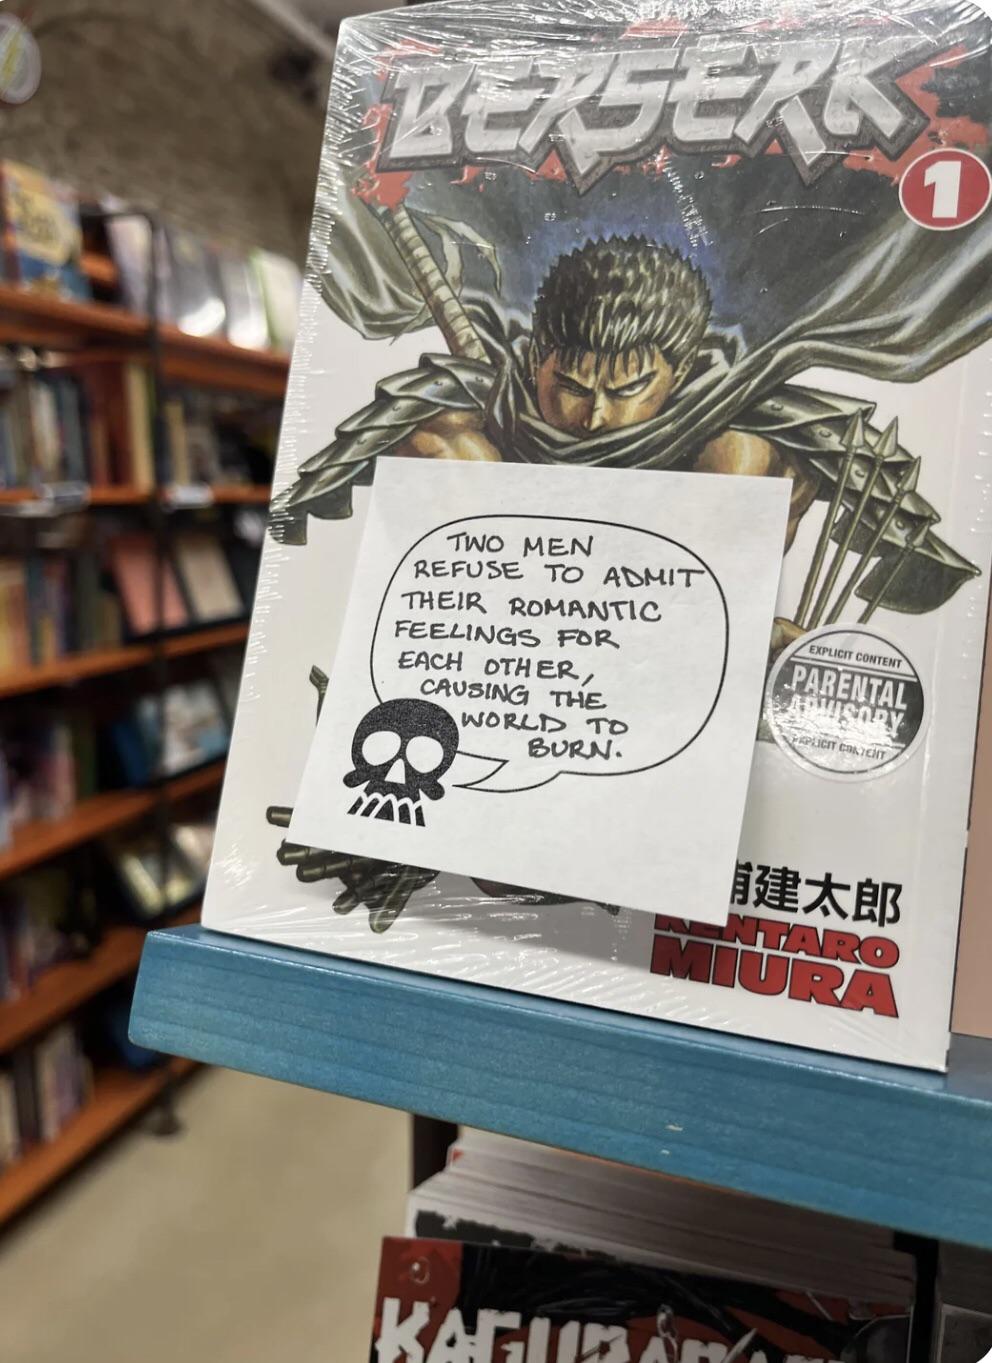 BERSERK
1
TWO MEN
REFUSE TO ADMIT
THEIR ROMANTIC
FEELINGS FOR
EACH OTHER,
CAUSING THE
WORLD TO
BURN.
EXPLICIT CONTENT
PARENTAL
ADVISORY
EXPLICIT CONTENT
建太郎
KENTARO
MIURA